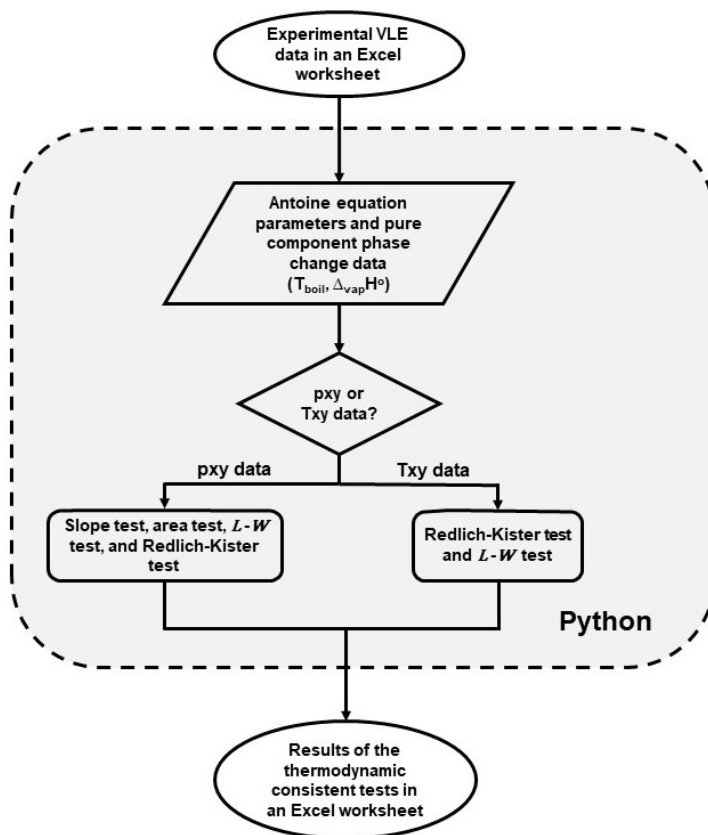 Experimental VLE
data in an Excel
worksheet
Antoine equation
parameters and pure
component phase
change data
(T_boil, Δ_vapH°)
pxy or
Txy data?
pxy data
Txy data
Slope test, area test, L-W
test, and Redlich-Kister
test
Redlich-Kister test
and L-W test
Python
Results of the
thermodynamic
consistent tests in
an Excel worksheet